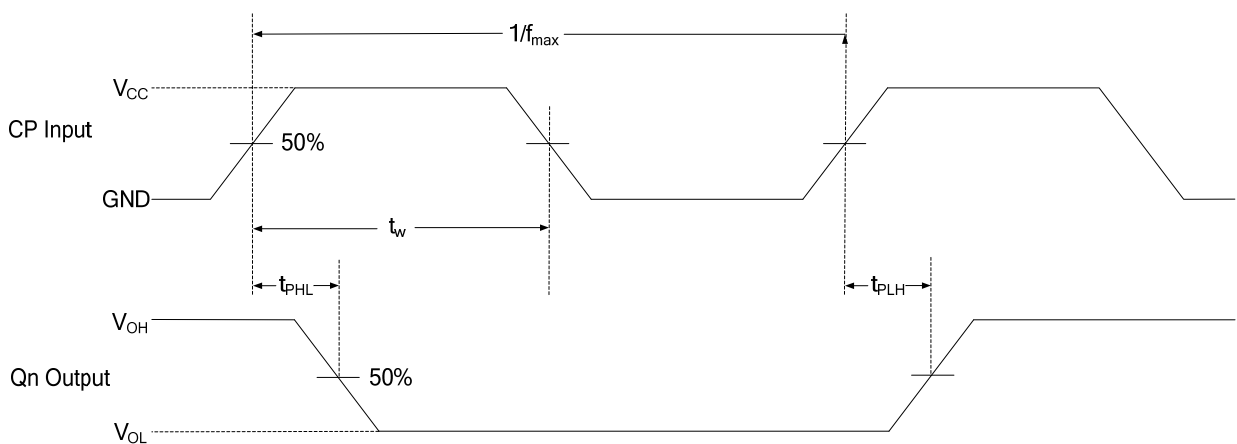 1/fmax
VCC
CP Input
50%
GND
tw
tPHL
tPLH
VOH
Qn Output
50%
VOL